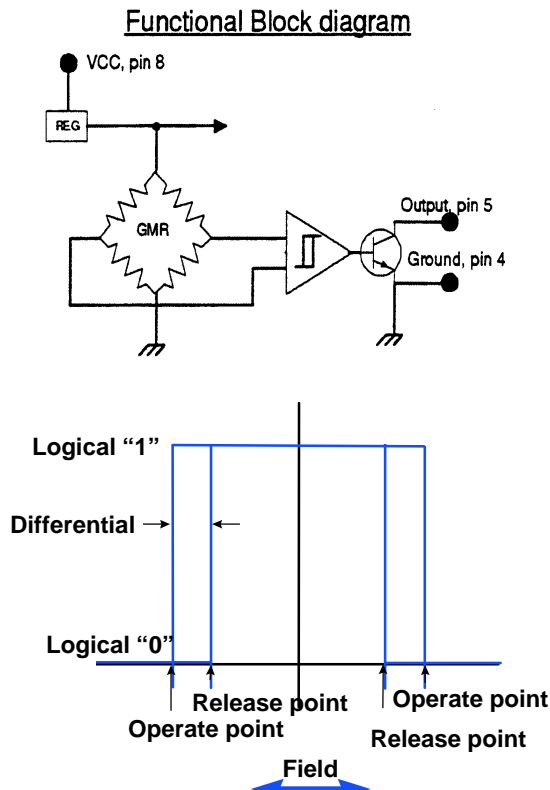 Functional Block diagram
VCC, pin 8
REG
GMR
Output, pin 5
Ground, pin 4
Logical “1”
Differential
Logical “0”
Release point
Operate point
Operate point
Release point
Field